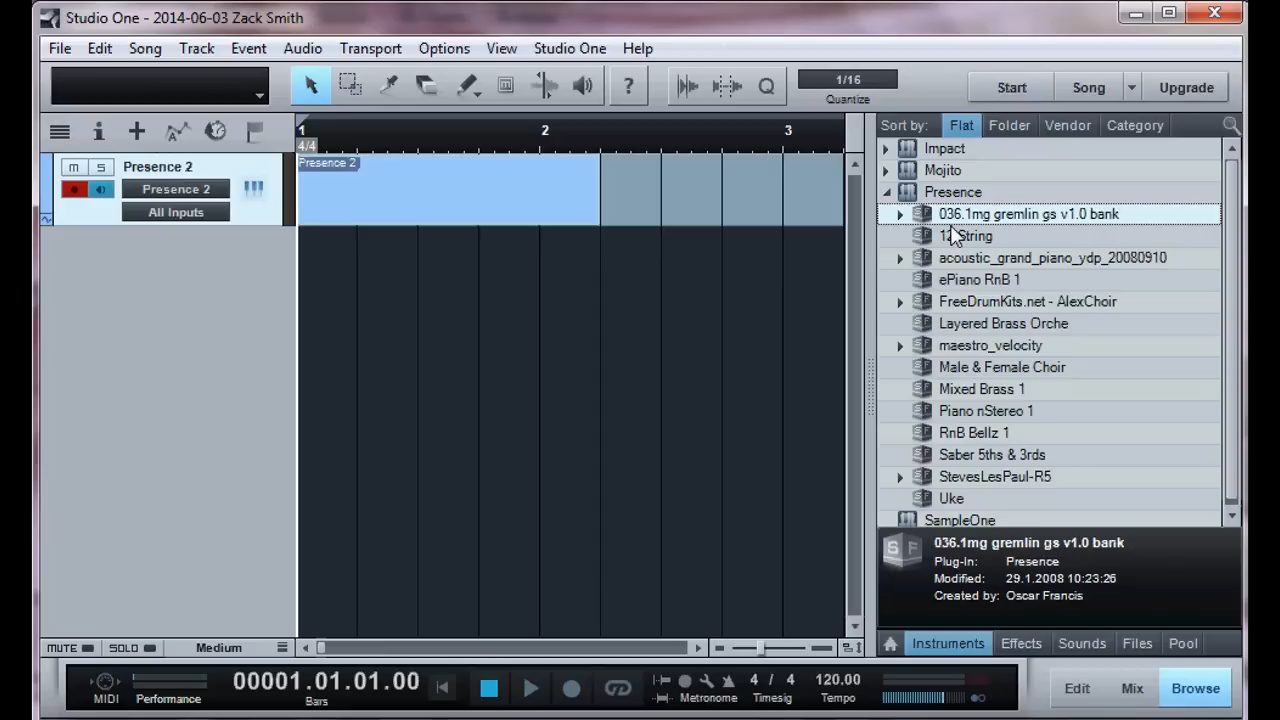 Studio One - 2014-06-03 Zack Smith
File Edit Song Track Event Audio Transport Options View Studio One Help
? Q 1/16 Quantize Start Song Upgrade
1 2 3
4/4
Sort by: Flat Folder Vendor Category
M S Presence 2
Presence 2
All Inputs
Presence 2
Impact
Mojito
Presence
036.1mg gremlin gs v1.0 bank
12 String
acoustic_grand_piano_ydp_20080910
ePiano RnB 1
FreeDrumKits.net - AlexChoir
Layered Brass Orche
maestro_velocity
Male & Female Choir
Mixed Brass 1
Piano nStereo 1
RnB Bellz 1
Saber 5ths & 3rds
StevesLesPaul-R5
Uke
SampleOne
036.1mg gremlin gs v1.0 bank
Plug-In: Presence
Modified: 29.1.2008 10:23:26
Created by: Oscar Francis
MUTE SOLO Medium
Instruments Effects Sounds Files Pool
MIDI Performance 00001.01.01.00 Bars Metronome 4 / 4 Timesig 120.00 Tempo Edit Mix Browse